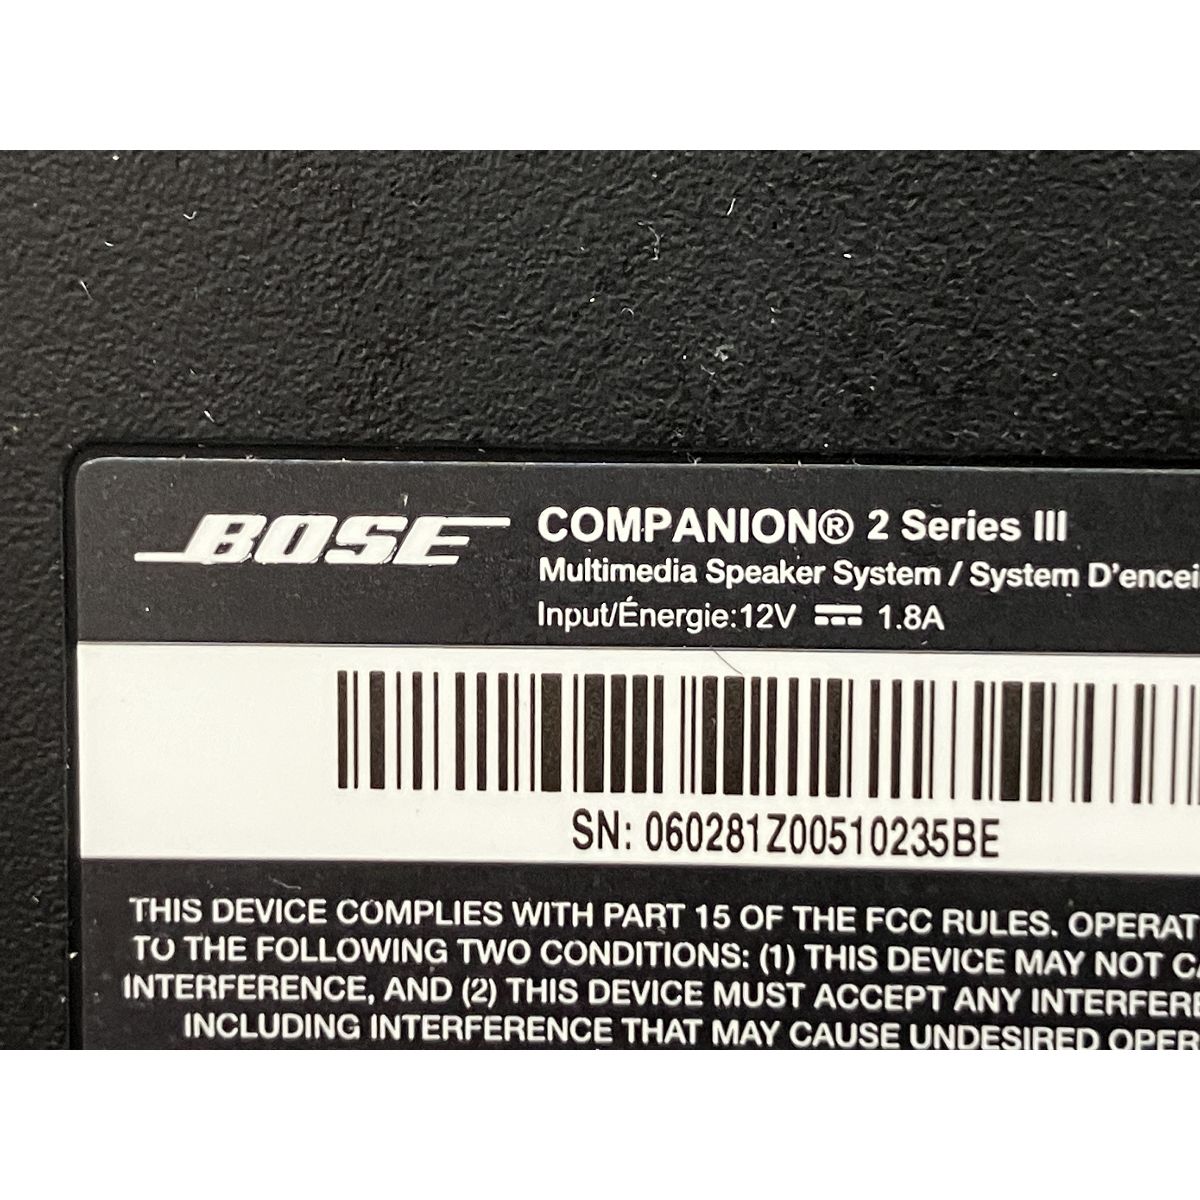 BOSE COMPANION® 2 Series III
Multimedia Speaker System / System D'encei
Input/Énergie:12V ⎓ 1.8A
SN: 060281Z00510235BE
THIS DEVICE COMPLIES WITH PART 15 OF THE FCC RULES. OPERAT
TO THE FOLLOWING TWO CONDITIONS: (1) THIS DEVICE MAY NOT CA
INTERFERENCE, AND (2) THIS DEVICE MUST ACCEPT ANY INTERFERE
INCLUDING INTERFERENCE THAT MAY CAUSE UNDESIRED OPER